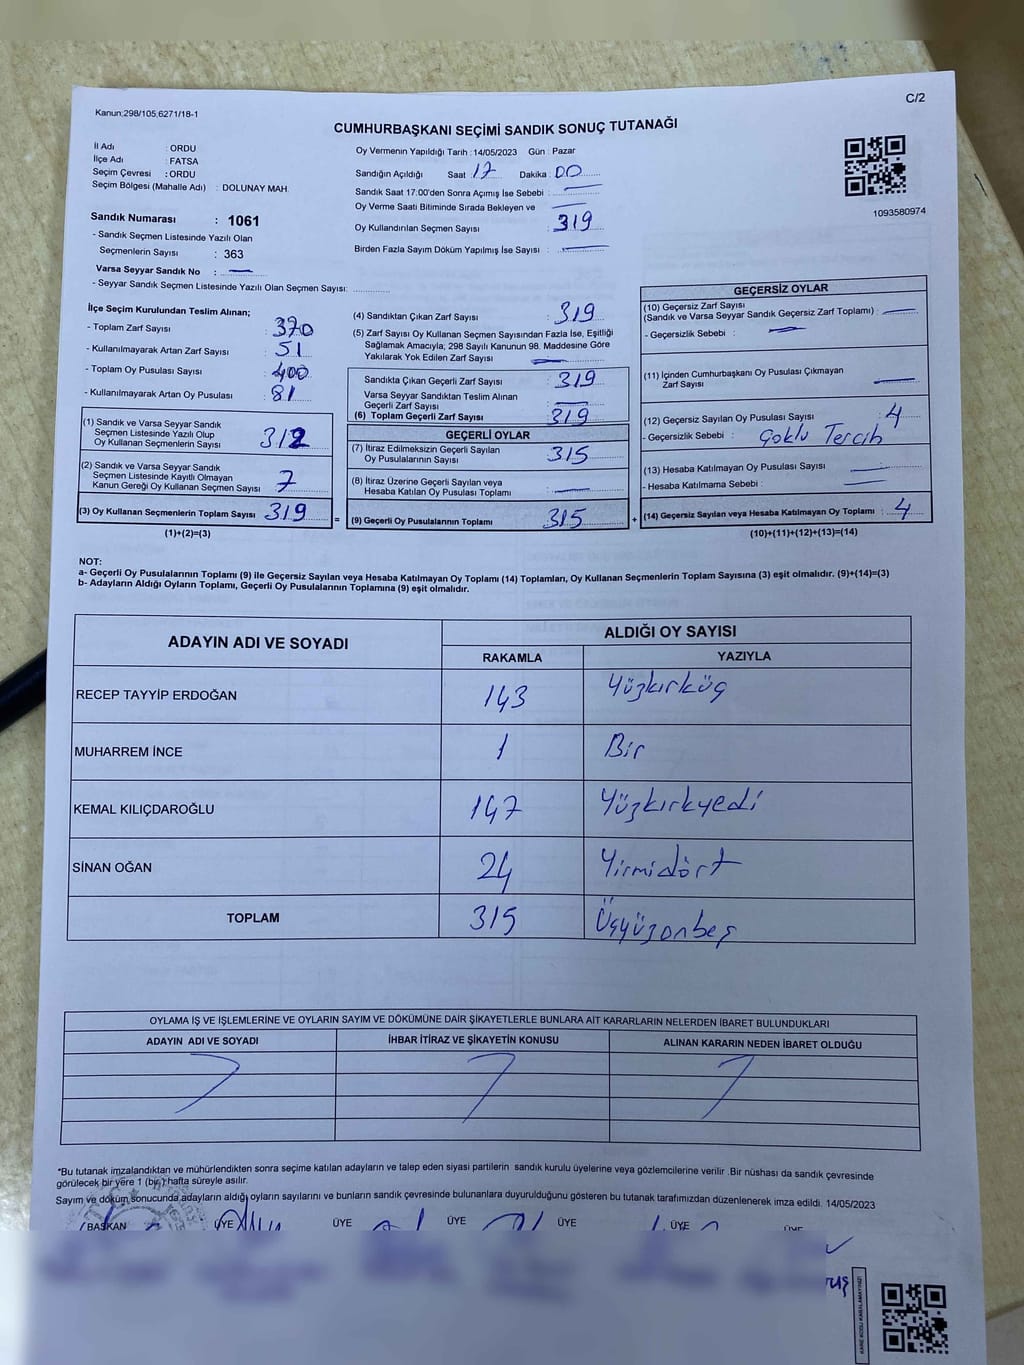 C/2
Kanun;298/105;6271/18-1
CUMHURBAŞKANI SEÇİMİ SANDIK SONUÇ TUTANAĞI
İl Adı : ORDU
İlçe Adı : FATSA
Seçim Çevresi : ORDU
Seçim Bölgesi (Mahalle Adı) : DOLUNAY MAH.
Sandık Numarası : 1061
- Sandık Seçmen Listesinde Yazılı Olan
Seçmenlerin Sayısı : 363
Varsa Seyyar Sandık No : —
- Seyyar Sandık Seçmen Listesinde Yazılı Olan Seçmen Sayısı:
Oy Vermenin Yapıldığı Tarih : 14/05/2023 Gün : Pazar
Sandığın Açıldığı Saat 17 Dakika : 00
Sandık Saat 17:00'den Sonra Açımış İse Sebebi : —
Oy Verme Saati Bitiminde Sırada Bekleyen ve —
Oy Kullandırılan Seçmen Sayısı : 319
Birden Fazla Sayım Döküm Yapılmış İse Sayısı : —
1093580974
İlçe Seçim Kurulundan Teslim Alınan;
- Toplam Zarf Sayısı : 370
- Kullanılmayarak Artan Zarf Sayısı : 51
- Toplam Oy Pusulası Sayısı : 400
- Kullanılmayarak Artan Oy Pusulası : 81
(1) Sandık ve Varsa Seyyar Sandık
Seçmen Listesinde Yazılı Olup
Oy Kullanan Seçmenlerin Sayısı 312
(2) Sandık ve Varsa Seyyar Sandık
Seçmen Listesinde Kayıtlı Olmayan
Kanun Gereği Oy Kullanan Seçmen Sayısı 7
(3) Oy Kullanan Seçmenlerin Toplam Sayısı 319
(1)+(2)=(3)
=
(4) Sandıktan Çıkan Zarf Sayısı : 319
(5) Zarf Sayısı Oy Kullanan Seçmen Sayısından Fazla İse, Eşitliği
Sağlamak Amacıyla; 298 Sayılı Kanunun 98. Maddesine Göre
Yakılarak Yok Edilen Zarf Sayısı —
Sandıkta Çıkan Geçerli Zarf Sayısı : 319
Varsa Seyyar Sandıktan Teslim Alınan
Geçerli Zarf Sayısı : —
(6) Toplam Geçerli Zarf Sayısı : 319
GEÇERLİ OYLAR
(7) İtiraz Edilmeksizin Geçerli Sayılan
Oy Pusulalarının Sayısı : 315
(8) İtiraz Üzerine Geçerli Sayılan veya
Hesaba Katılan Oy Pusulası Toplamı : —
(9) Geçerli Oy Pusulalarının Toplamı 315
+
GEÇERSİZ OYLAR
(10) Geçersiz Zarf Sayısı
(Sandık ve Varsa Seyyar Sandık Geçersiz Zarf Toplamı) : —
- Geçersizlik Sebebi : —
(11) İçinden Cumhurbaşkanı Oy Pusulası Çıkmayan
Zarf Sayısı —
(12) Geçersiz Sayılan Oy Pusulası Sayısı : 4
- Geçersizlik Sebebi : Çoklu Tercih
(13) Hesaba Katılmayan Oy Pusulası Sayısı : —
- Hesaba Katılmama Sebebi : —
(14) Geçersiz Sayılan veya Hesaba Katılmayan Oy Toplamı : 4
(10)+(11)+(12)+(13)=(14)
NOT:
a- Geçerli Oy Pusulalarının Toplamı (9) ile Geçersiz Sayılan veya Hesaba Katılmayan Oy Toplamı (14) Toplamları, Oy Kullanan Seçmenlerin Toplam Sayısına (3) eşit olmalıdır. (9)+(14)=(3)
b- Adayların Aldığı Oyların Toplamı, Geçerli Oy Pusulalarının Toplamına (9) eşit olmalıdır.
ADAYIN ADI VE SOYADI ALDIĞI OY SAYISI
RAKAMLA YAZIYLA
RECEP TAYYİP ERDOĞAN 143 Yüzkırküç
MUHARREM İNCE 1 Bir
KEMAL KILIÇDAROĞLU 147 Yüzkırkyedi
SİNAN OĞAN 24 Yirmidört
TOPLAM 315 Üçyüzonbeş
OYLAMA İŞ VE İŞLEMLERİNE VE OYLARIN SAYIM VE DÖKÜMÜNE DAİR ŞİKAYETLERLE BUNLARA AİT KARARLARIN NELERDEN İBARET BULUNDUKLARI
ADAYIN ADI VE SOYADI İHBAR İTİRAZ VE ŞİKAYETİN KONUSU ALINAN KARARIN NEDEN İBARET OLDUĞU
*Bu tutanak imzalandıktan ve mühürlendikten sonra seçime katılan adayların ve talep eden siyasi partilerin sandık kurulu üyelerine veya gözlemcilerine verilir .Bir nüshası da sandık çevresinde
görülecek bir yere 1 (bir ) hafta süreyle asılır.
Sayım ve döküm sonucunda adayların aldığı oyların sayılarını ve bunların sandık çevresinde bulunanlara duyurulduğunu gösteren bu tutanak tarafımızdan düzenlenerek imza edildi. 14/05/2023
BAŞKAN ÜYE ÜYE ÜYE ÜYE ÜYE ÜYE